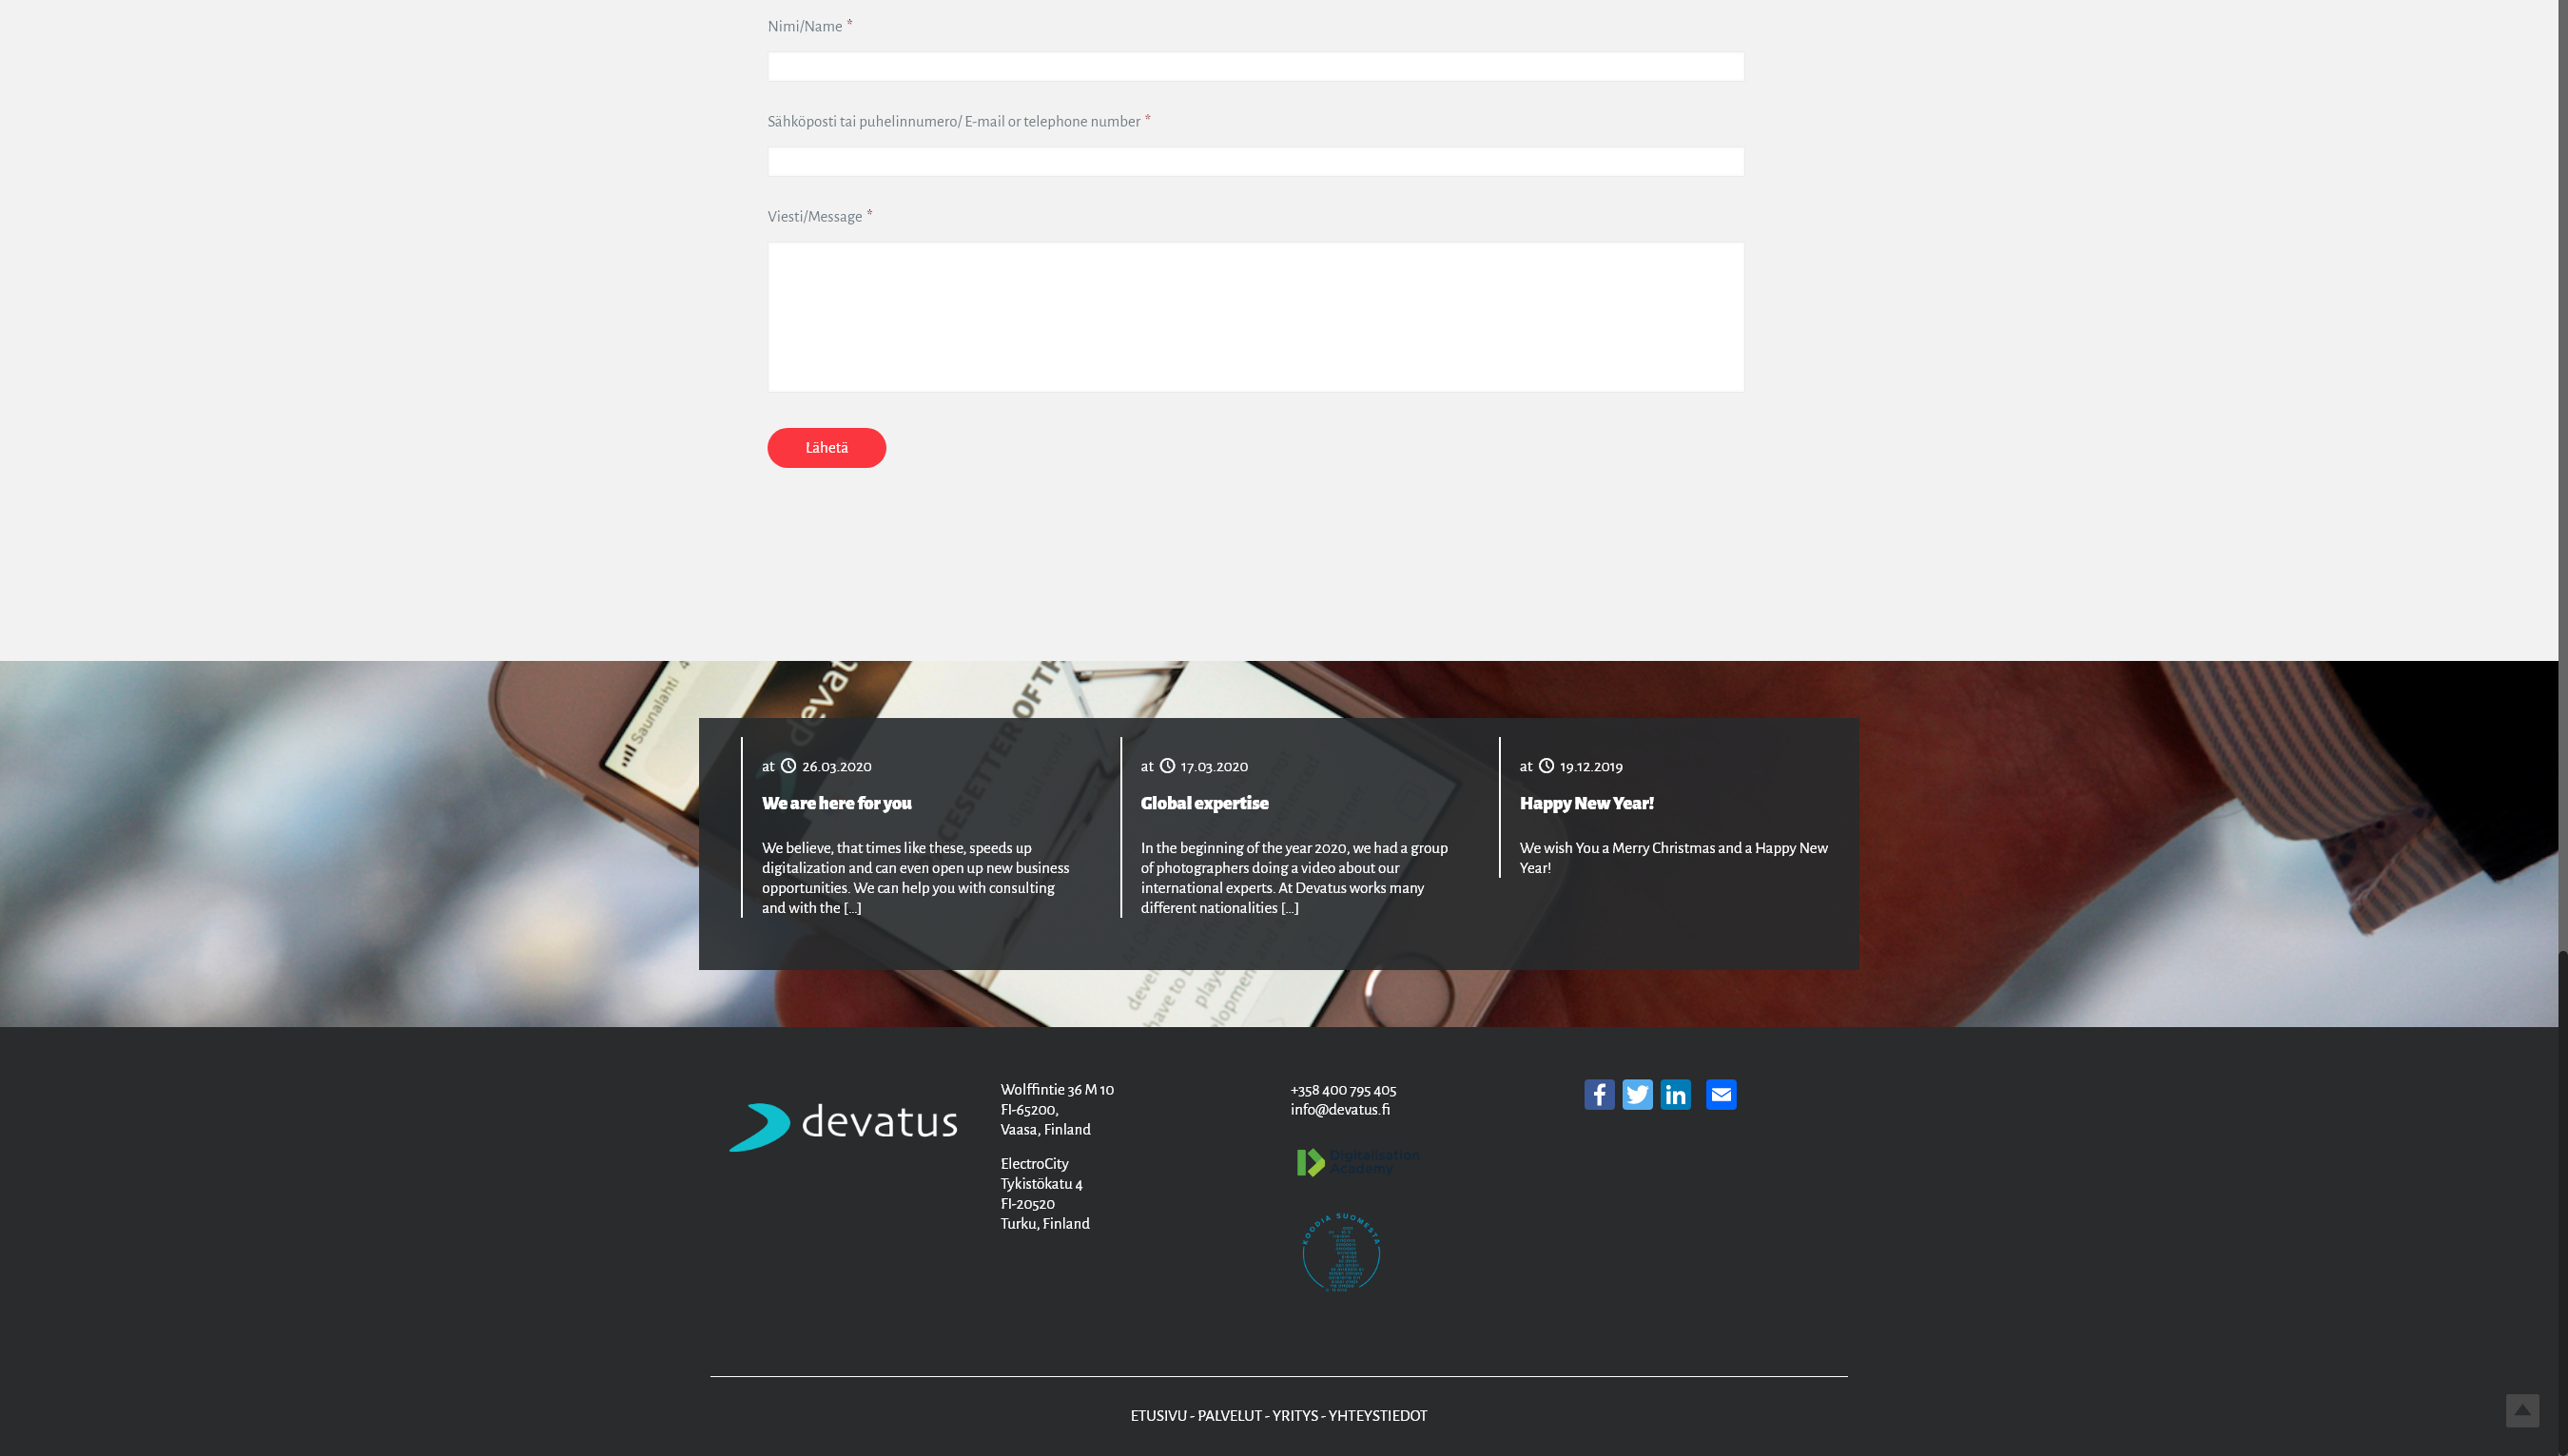 Nimi/Name *
Sähköposti tai puhelinnumero/ E-mail or telephone number *
Viesti/Message *
Lähetä
Saunalahti
devat
CESETTER OF TH
at 26.03.2020
We are here for you
We believe, that times like these, speeds up
digitalization and can even open up new business
opportunities. We can help you with consulting
and with the [...]
at 17.03.2020
Global expertise
In the beginning of the year 2020, we had a group
of photographers doing a video about our
international experts. At Devatus works many
different nationalities [...]
at 19.12.2019
Happy New Year!
We wish You a Merry Christmas and a Happy New
Year!
devatus
Wolffintie 36 M 10
FI-65200,
Vaasa, Finland
ElectroCity
Tykistökatu 4
FI-20520
Turku, Finland
+358 400 795 405
info@devatus.fi
Digitalisation
Academy
KOODIA SUOMESTA
ETUSIVU - PALVELUT - YRITYS - YHTEYSTIEDOT